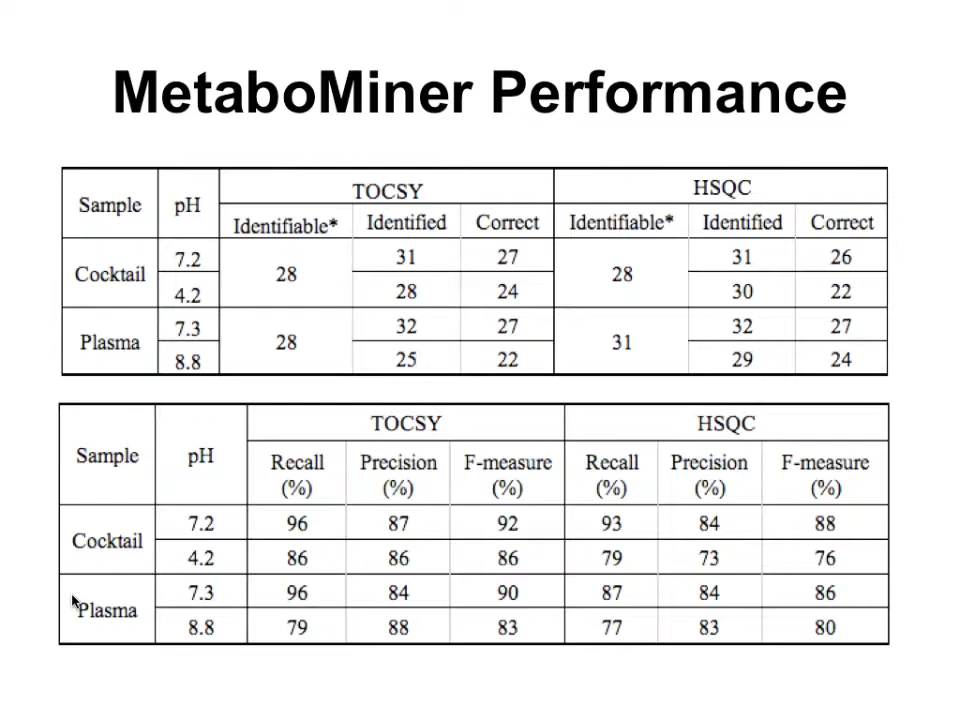 MetaboMiner Performance
Sample pH TOCSY HSQC
Identifiable* Identified Correct Identifiable* Identified Correct
Cocktail 7.2 28 31 27 28 31 26
4.2 28 24 30 22
Plasma 7.3 28 32 27 31 32 27
8.8 25 22 29 24
Sample pH TOCSY HSQC
Recall (%) Precision (%) F-measure (%) Recall (%) Precision (%) F-measure (%)
Cocktail 7.2 96 87 92 93 84 88
4.2 86 86 86 79 73 76
Plasma 7.3 96 84 90 87 84 86
8.8 79 88 83 77 83 80